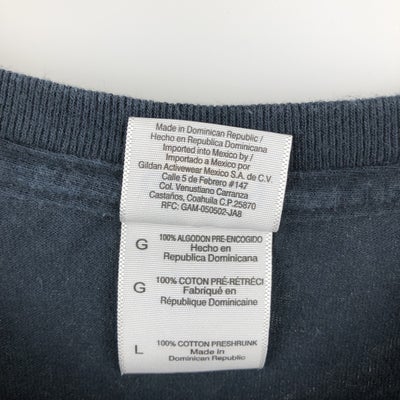 Made in Dominican Republic /
Hecho en Republica Dominicana
Imported into Mexico by /
Importado a Mexico por
Gildan Activewear Mexico S.A. de C.V.
Calle 5 de Febrero #147
Col. Venustiano Carranza
Castaños, Coahuila C.P. 25870
RFC: GAM-050502-JA8
G
100% ALGODON PRE-ENCOGIDO
Hecho en
Republica Dominicana
G
100% COTON PRÉ-RÉTRÉCI
Fabriqué en
République Dominicaine
L
100% COTTON PRESHRUNK
Made in
Dominican Republic